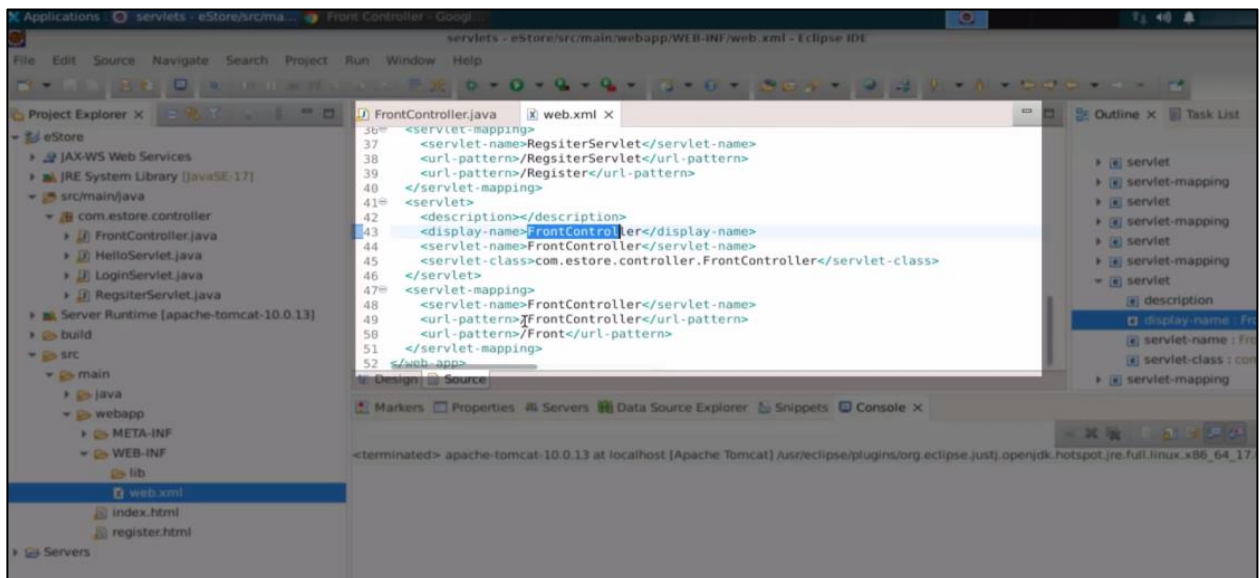 Applications : servlets - eStore/src/ma... Front Controller - Googl...
servlets - eStore/src/main/webapp/WEB-INF/web.xml - Eclipse IDE
File Edit Source Navigate Search Project Run Window Help
Project Explorer
eStore
JAX-WS Web Services
JRE System Library [JavaSE-17]
src/main/java
com.estore.controller
FrontController.java
HelloServlet.java
LoginServlet.java
RegsiterServlet.java
Server Runtime [apache-tomcat-10.0.13]
build
src
main
java
webapp
META-INF
WEB-INF
lib
web.xml
index.html
register.html
Servers
FrontController.java web.xml
36 <servlet-mapping>
37 <servlet-name>RegsiterServlet</servlet-name>
38 <url-pattern>/RegsiterServlet</url-pattern>
39 <url-pattern>/Register</url-pattern>
40 </servlet-mapping>
41 <servlet>
42 <description></description>
43 <display-name>FrontController</display-name>
44 <servlet-name>FrontController</servlet-name>
45 <servlet-class>com.estore.controller.FrontController</servlet-class>
46 </servlet>
47 <servlet-mapping>
48 <servlet-name>FrontController</servlet-name>
49 <url-pattern>/FrontController</url-pattern>
50 <url-pattern>/Front</url-pattern>
51 </servlet-mapping>
52 </web-app>
Design Source
Outline Task List
servlet
servlet-mapping
servlet
servlet-mapping
servlet
servlet-mapping
servlet
description
display-name : Fro
servlet-name : Fro
servlet-class : com
servlet-mapping
Markers Properties Servers Data Source Explorer Snippets Console
<terminated> apache-tomcat-10.0.13 at localhost [Apache Tomcat] /usr/eclipse/plugins/org.eclipse.justj.openjdk.hotspot.jre.full.linux.x86_64_17.